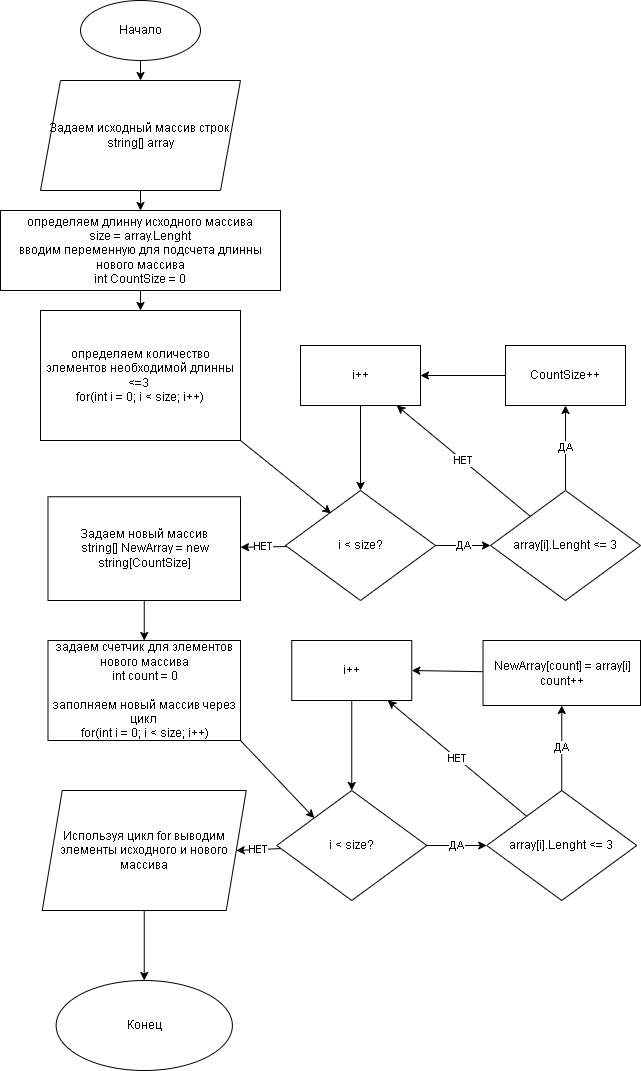 Начало
Задаем исходный массив строк
string[] array
определяем длинну исходного массива
size = array.Lenght
вводим переменную для подсчета длинны
нового массива
int CountSize = 0
определяем количество
элементов необходимой длинны
<=3
for(int i = 0; i < size; i++)
i++
CountSize++
НЕТ
ДА
i < size?
ДА
array[i].Lenght <= 3
НЕТ
Задаем новый массив
string[] NewArray = new
string[CountSize]
задаем счетчик для элементов
нового массива
int count = 0
заполняем новый массив через
цикл
for(int i = 0; i < size; i++)
i++
NewArray[count] = array[i]
count++
НЕТ
ДА
i < size?
ДА
array[i].Lenght <= 3
НЕТ
Используя цикл for выводим
элементы исходного и нового
массива
Конец